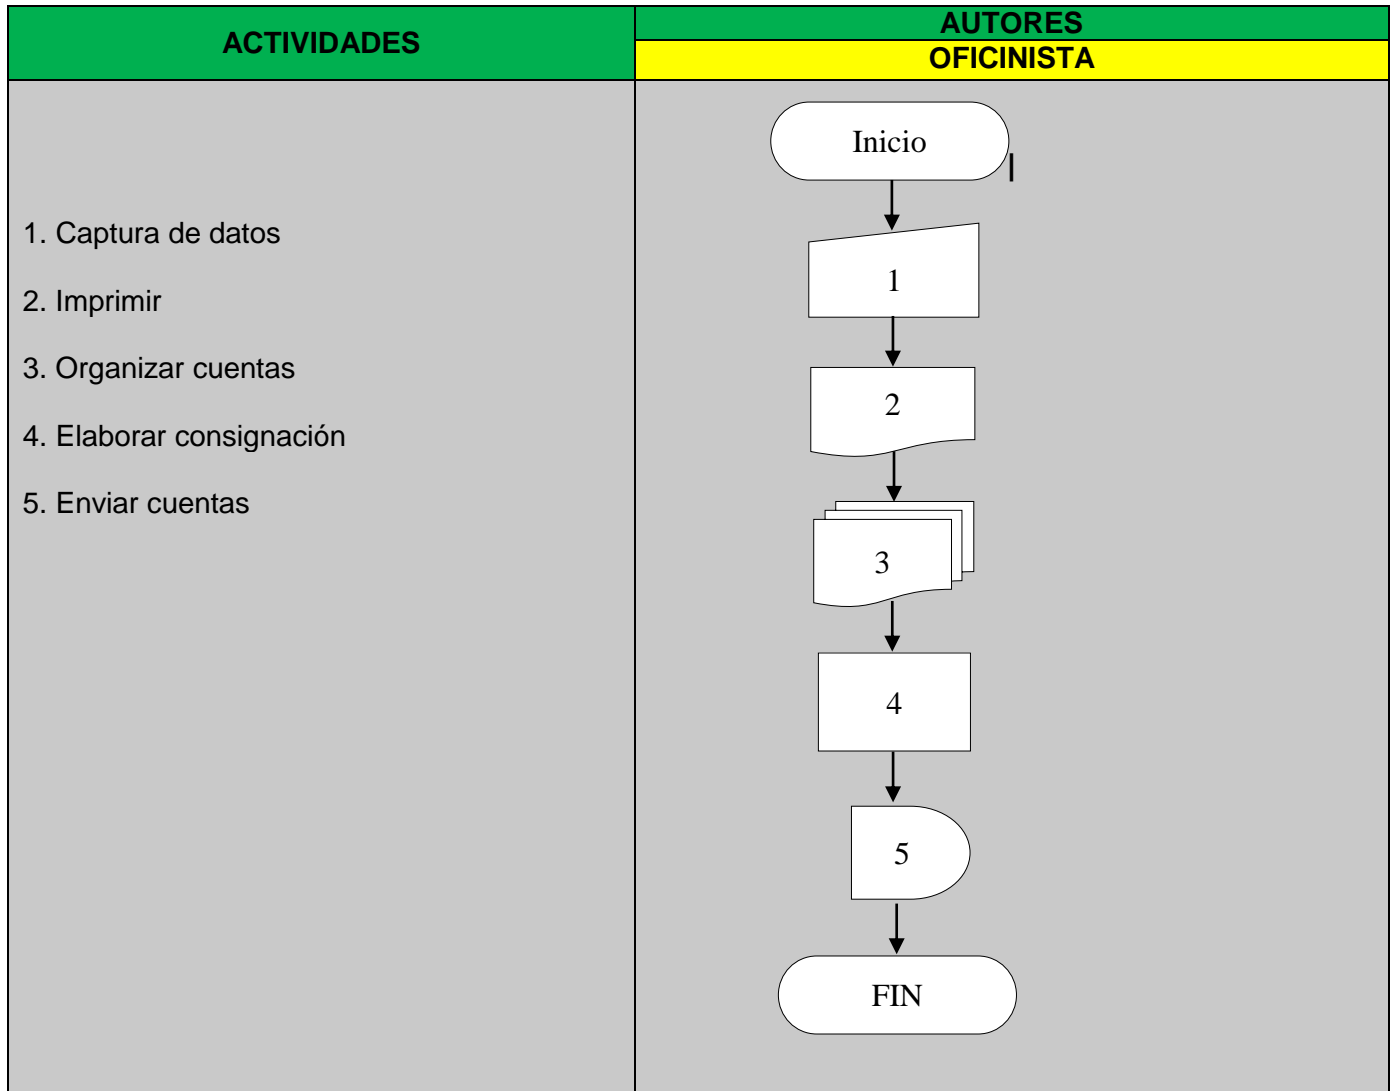 ACTIVIDADES
AUTORES
OFICINISTA
1. Captura de datos
2. Imprimir
3. Organizar cuentas
4. Elaborar consignación
5. Enviar cuentas
Inicio
1
2
3
4
5
FIN